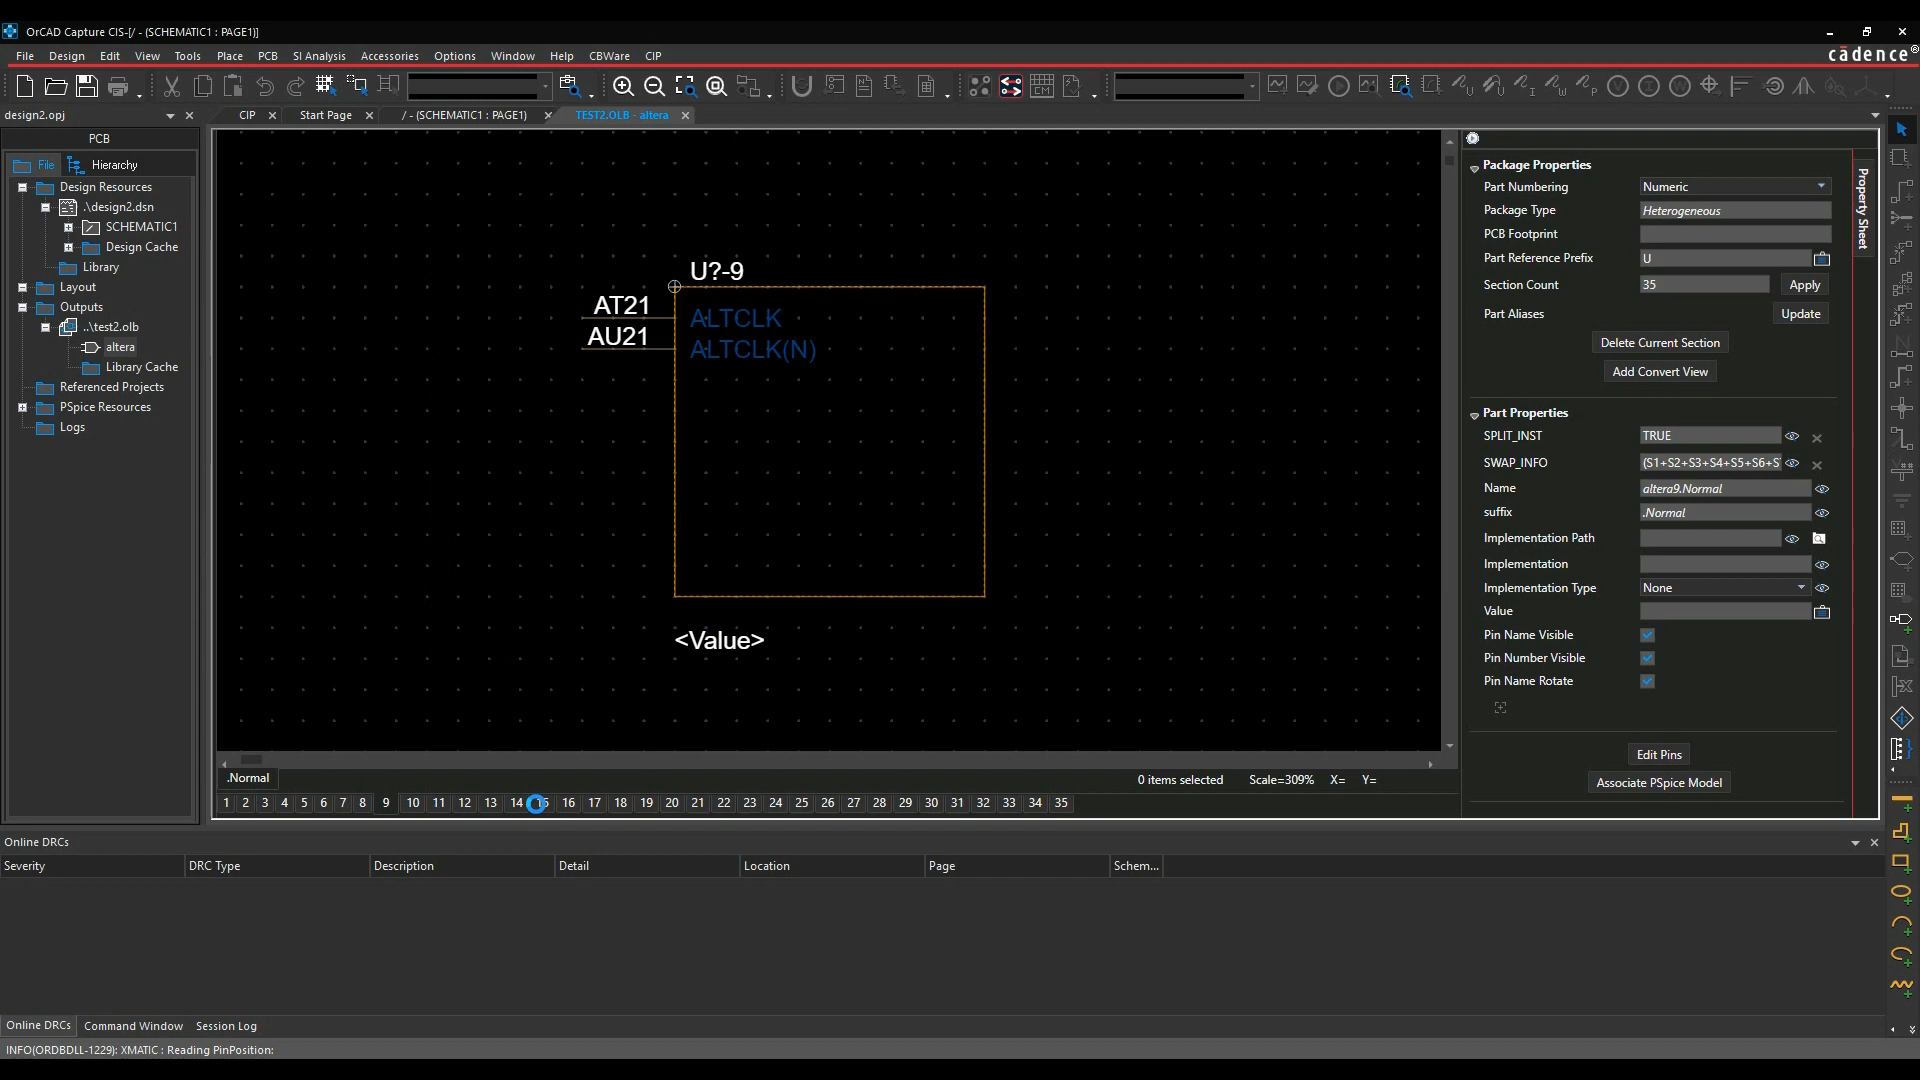 OrCAD Capture CIS-[/ - (SCHEMATIC1 : PAGE1)]
File Design Edit View Tools Place PCB SI Analysis Accessories Options Window Help CBWare CIP
cādence®
design2.opj
CIP Start Page / - (SCHEMATIC1 : PAGE1) TEST2.OLB - altera
PCB
File Hierarchy
Design Resources
.\design2.dsn
SCHEMATIC1
Design Cache
Library
Layout
Outputs
..\test2.olb
altera
Library Cache
Referenced Projects
PSpice Resources
Logs
U?-9
AT21 ALTCLK
AU21 ALTCLK(N)
<Value>
Package Properties
Part Numbering Numeric
Package Type Heterogeneous
PCB Footprint
Part Reference Prefix U
Section Count 35 Apply
Part Aliases Update
Delete Current Section
Add Convert View
Part Properties
SPLIT_INST TRUE
SWAP_INFO (S1+S2+S3+S4+S5+S6+S
Name altera9.Normal
suffix .Normal
Implementation Path
Implementation
Implementation Type None
Value
Pin Name Visible
Pin Number Visible
Pin Name Rotate
Edit Pins
Associate PSpice Model
Property Sheet
.Normal 0 items selected Scale=309% X= Y=
1 2 3 4 5 6 7 8 9 10 11 12 13 14 15 16 17 18 19 20 21 22 23 24 25 26 27 28 29 30 31 32 33 34 35
Online DRCs
Severity DRC Type Description Detail Location Page Schem...
Online DRCs Command Window Session Log
INFO(ORDBDLL-1229): XMATIC : Reading PinPosition: